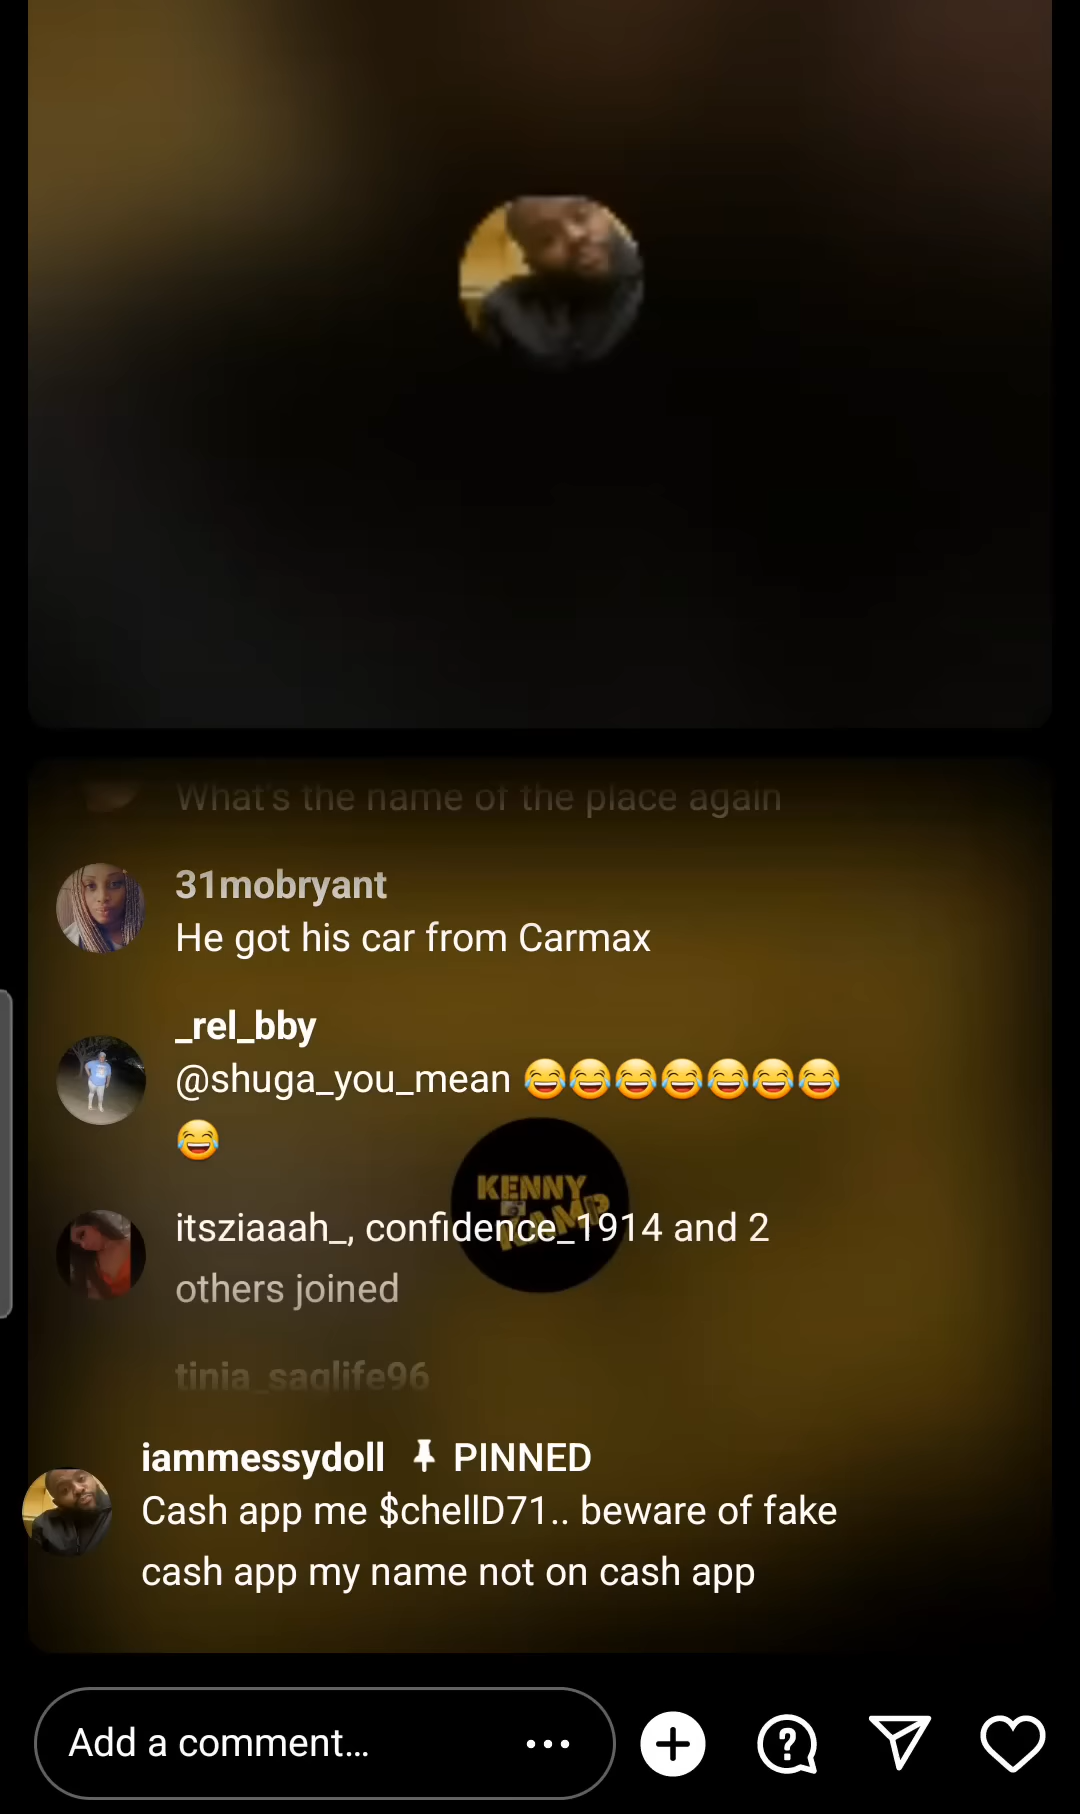 What's the name of the place again
31mobryant
He got his car from Carmax
_rel_bby
@shuga_you_mean 😂😂😂😂😂😂😂
😂
KENNY
KAMP
itsziaaah_, confidence_1914 and 2
others joined
tinia_saglife96
iammessydoll 📌 PINNED
Cash app me $chellD71.. beware of fake
cash app my name not on cash app
Add a comment...